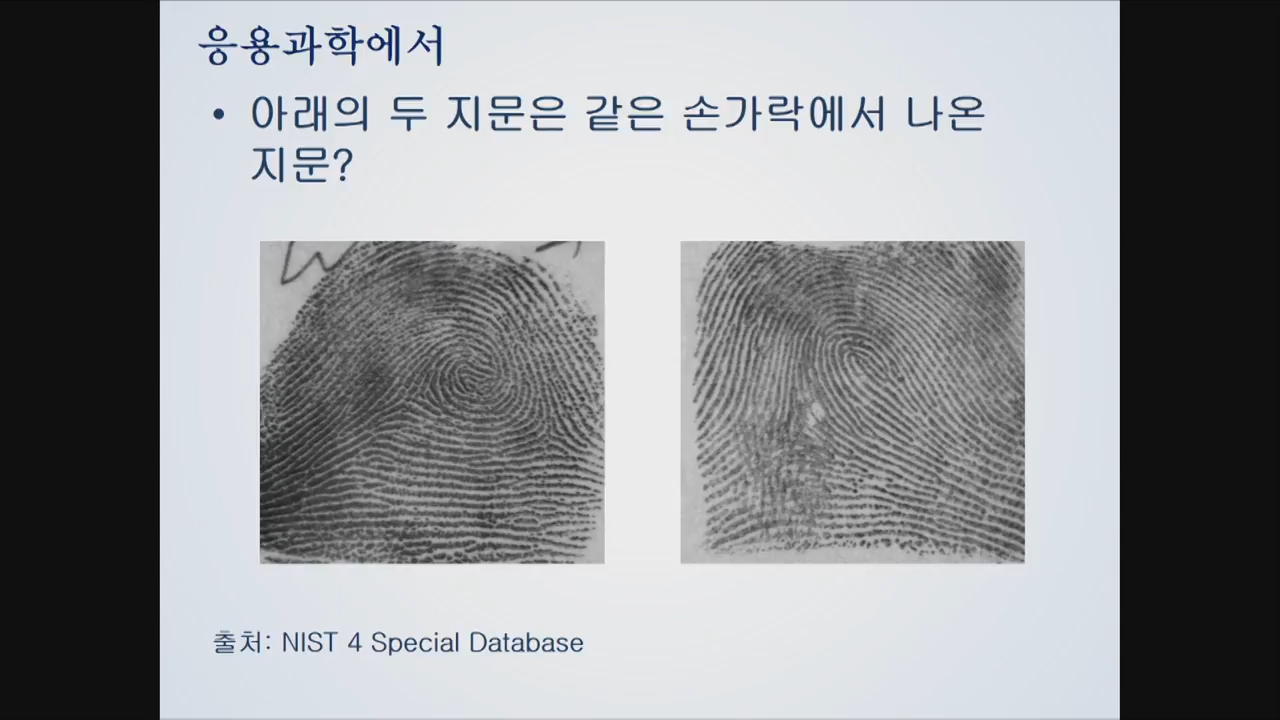 응용과학에서
• 아래의 두 지문은 같은 손가락에서 나온
지문?
출처: NIST 4 Special Database